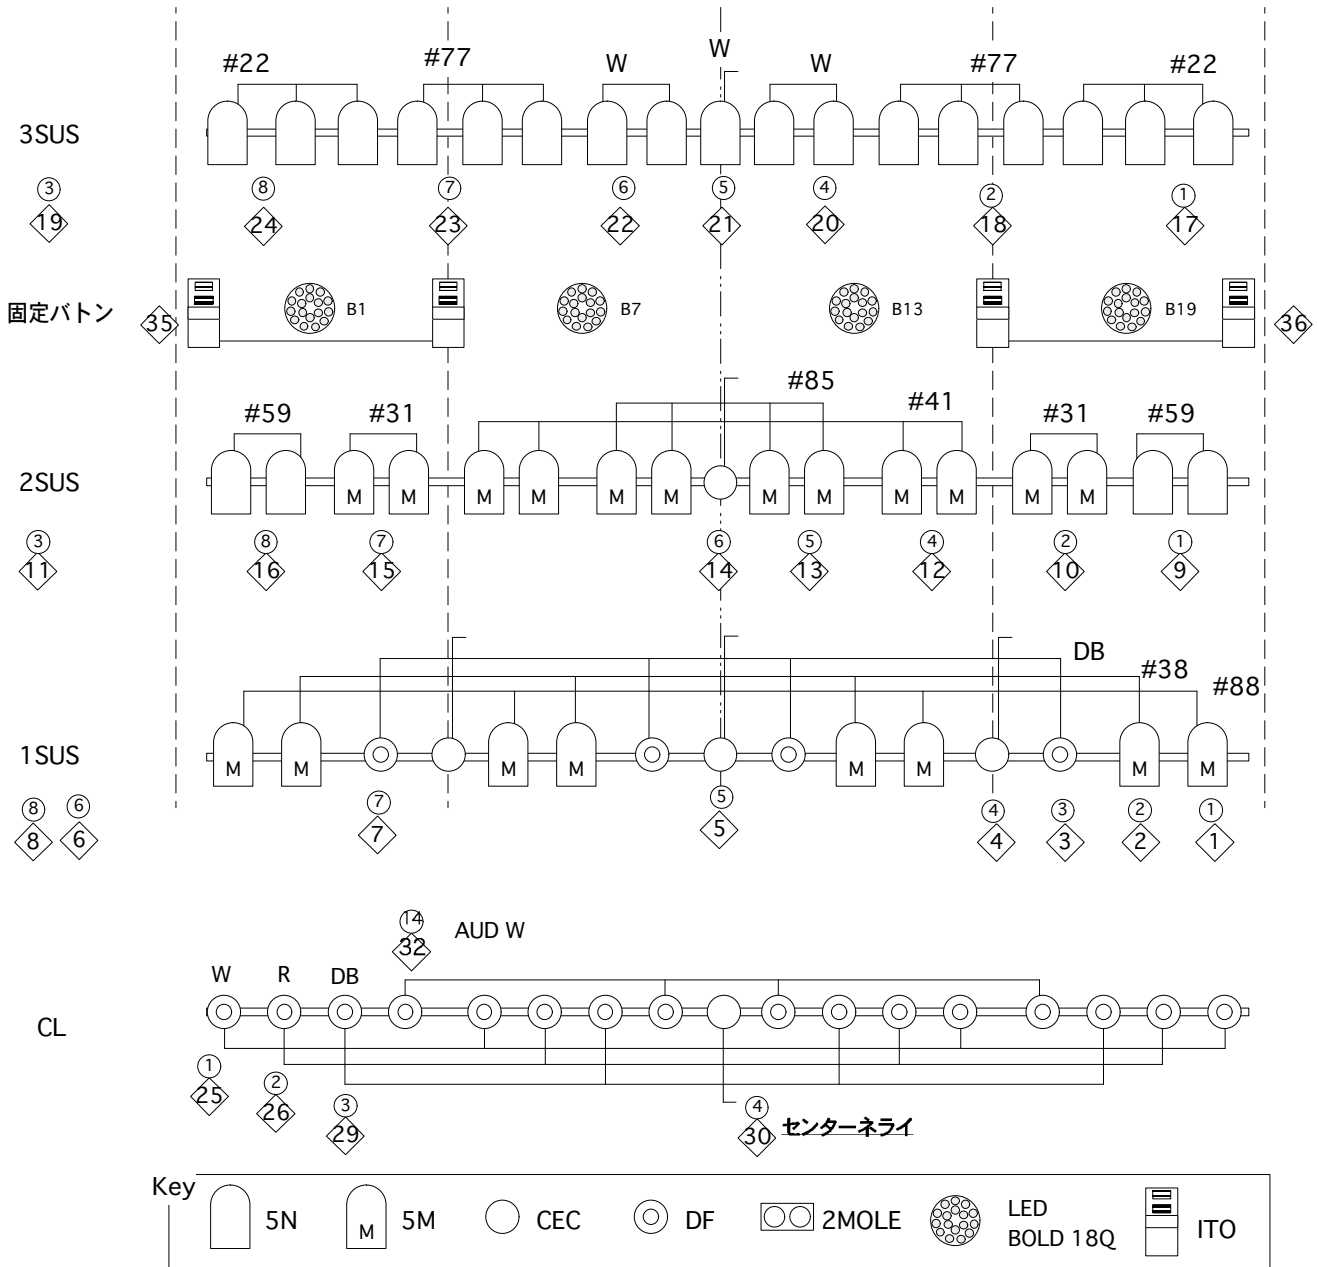 #22 #77 W W W #77 #22
3SUS
③ ⑧ ⑦ ⑥ ⑤ ④ ② ①
19 24 23 22 21 20 18 17
固定バトン 35 B1 B7 B13 B19 36
#59 #31 #85 #41 #31 #59
2SUS
M M M M M M M M M M M M
③ ⑧ ⑦ ⑥ ⑤ ④ ② ①
11 16 15 14 13 12 10 9
DB
#38
#88
1SUS
M M M M M M M M
⑧ ⑥ ⑦ ⑤ ④ ③ ② ①
8 6 7 5 4 3 2 1
⑭
32 AUD W
W R DB
CL
① ② ③ ④
25 26 29 30 センターネライ
Key
5N M 5M CEC DF 2MOLE LED BOLD 18Q ITO